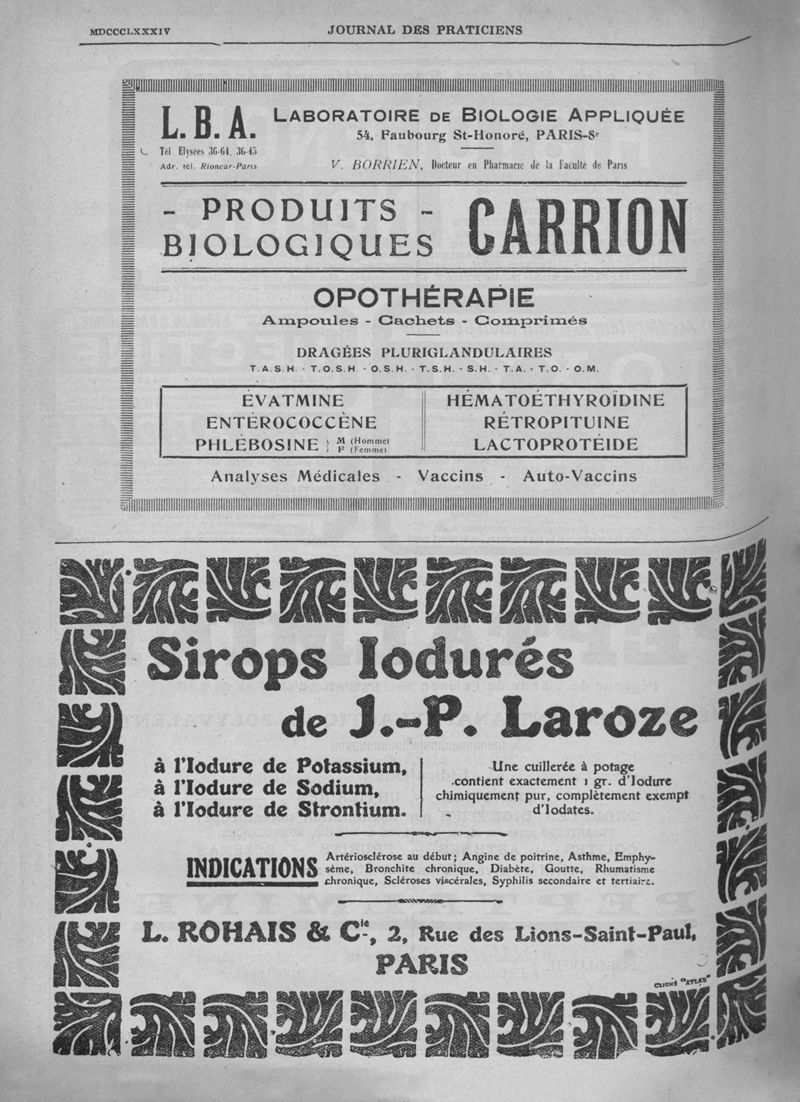 MDCCCLXXXIV JOURNAL DES PRATICIENS
L.B.A. LABORATOIRE DE BIOLOGIE APPLIQUÉE
54, Faubourg St-Honoré, PARIS-8e
Tél Elysées 36-64, 36-45
Adr. tél. Rioncar-Paris V. BORRIEN, Docteur en Pharmacie de la Faculté de Paris
- PRODUITS -
BIOLOGIQUES CARRION
OPOTHÉRAPIE
Ampoules - Cachets - Comprimés
DRAGÉES PLURIGLANDULAIRES
T.A.S.H. - T.O.S.H. - O.S.H. - T.S.H. - S.H. - T.A. - T.O. - O.M.
ÉVATMINE
ENTÉROCOCCÈNE
PHLÉBOSINE } M (Homme)
F (Femme)
HÉMATOÉTHYROÏDINE
RÉTROPITUINE
LACTOPROTÉIDE
Analyses Médicales - Vaccins - Auto-Vaccins
Sirops Iodurés
de J.-P. Laroze
à l'Iodure de Potassium,
à l'Iodure de Sodium,
à l'Iodure de Strontium.
Une cuillerée à potage
contient exactement 1 gr. d'Iodure
chimiquement pur, complètement exempt
d'Iodates.
INDICATIONS
Artériosclérose au début; Angine de poitrine, Asthme, Emphy-
sème, Bronchite chronique, Diabète, Goutte, Rhumatisme
chronique, Scléroses viscérales, Syphilis secondaire et tertiaire.
L. ROHAIS & Cie, 2, Rue des Lions-Saint-Paul,
PARIS
CLICHÉ "ATLAS"